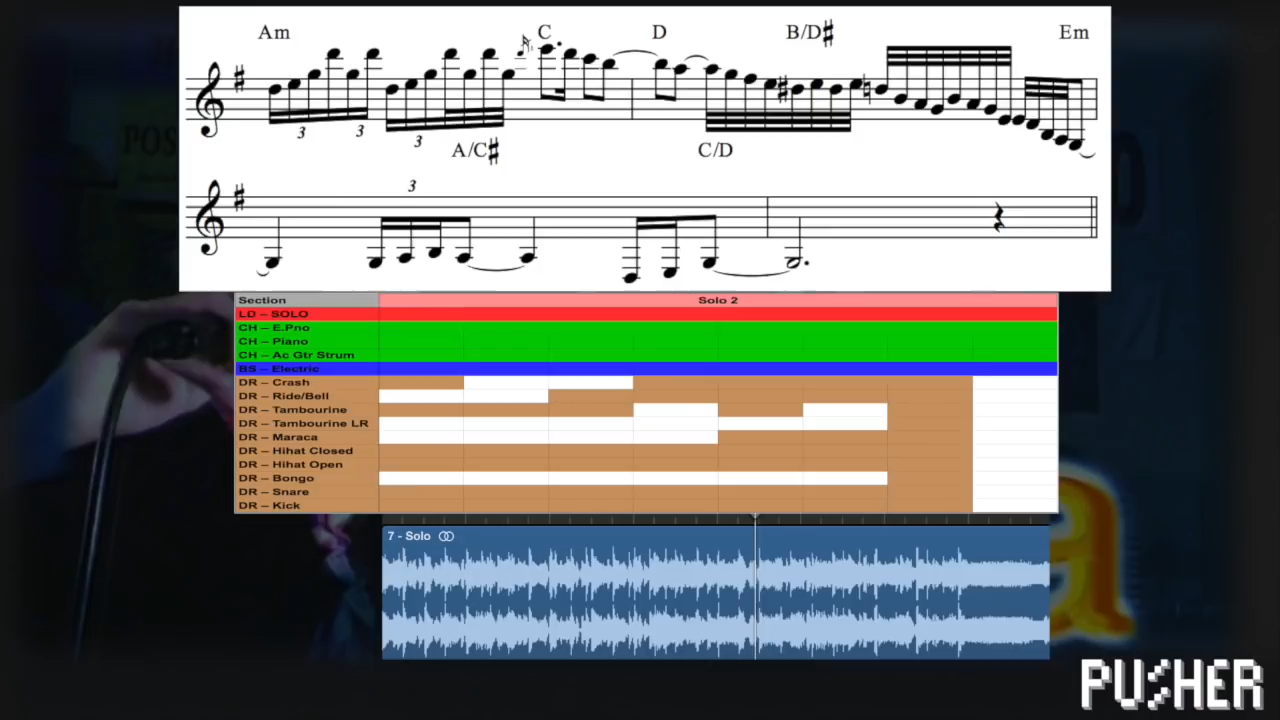 Am C D B/D♯ Em
3 3 3
A/C♯ C/D
3
Section Solo 2
LD – SOLO
CH – E.Pno
CH – Piano
CH – Ac Gtr Strum
BS – Electric
DR – Crash
DR – Ride/Bell
DR – Tambourine
DR – Tambourine LR
DR – Maraca
DR – Hihat Closed
DR – Hihat Open
DR – Bongo
DR – Snare
DR – Kick
7 - Solo
PUSHER